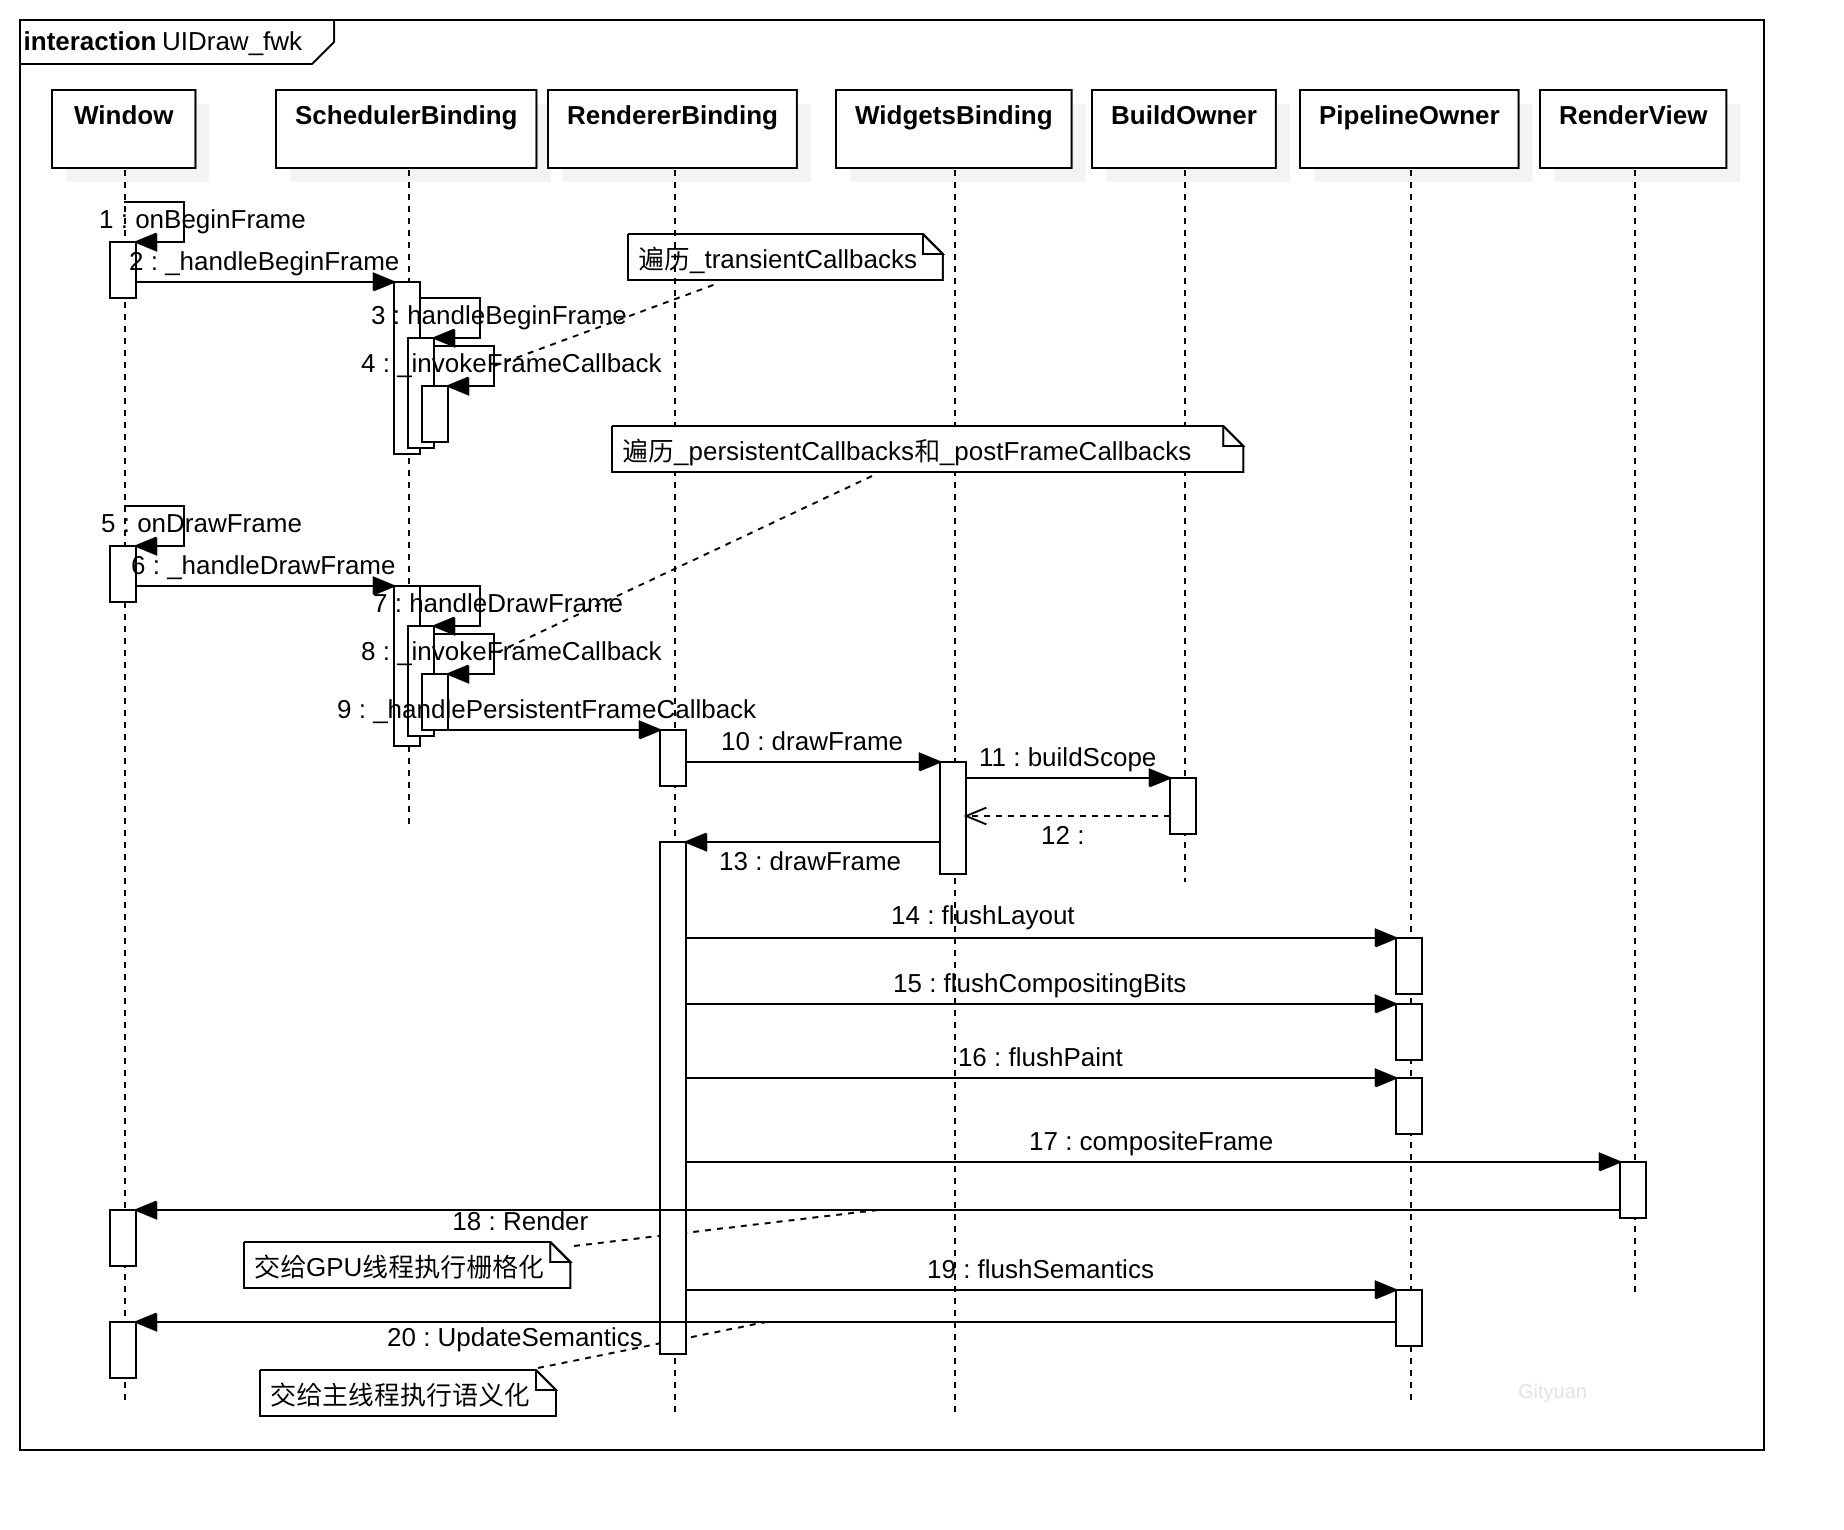 interaction UIDraw_fwk
Window
SchedulerBinding
RendererBinding
WidgetsBinding
BuildOwner
PipelineOwner
RenderView
1 : onBeginFrame
2 : _handleBeginFrame
遍历_transientCallbacks
3 : handleBeginFrame
4 : _invokeFrameCallback
遍历_persistentCallbacks和_postFrameCallbacks
5 : onDrawFrame
6 : _handleDrawFrame
7 : handleDrawFrame
8 : _invokeFrameCallback
9 : _handlePersistentFrameCallback
10 : drawFrame
11 : buildScope
12 :
13 : drawFrame
14 : flushLayout
15 : flushCompositingBits
16 : flushPaint
17 : compositeFrame
18 : Render
交给GPU线程执行栅格化
19 : flushSemantics
20 : UpdateSemantics
交给主线程执行语义化
Gityuan